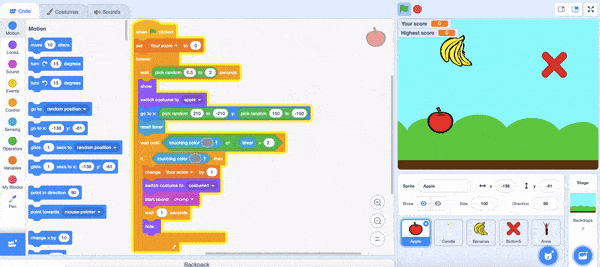 Code
Costumes
Sounds
Motion
Looks
Sound
Events
Control
Sensing
Operators
Variables
My Blocks
Pen
Motion
move 10 steps
turn 15 degrees
turn 15 degrees
go to random position
go to x: -138 y: -61
glide 1 secs to random position
glide 1 secs to x: -138 y: -61
point in direction 90
point towards mouse-pointer
change x by 10
when clicked
set Your score to 0
forever
wait pick random 0.5 to 2 seconds
show
switch costume to apple
go to x: pick random 210 to -210 y: pick random 150 to -150
reset timer
wait until touching color ? or timer > 2
if touching color ? then
change Your score by 1
switch costume to costume1
start sound chomp
wait 1 seconds
hide
Backpack
Your score 0
Highest score
Sprite Apple x -138 y -61
Show Size 100 Direction 90
Apple
Candle
Bananas
Button5
Stage
Backdrops